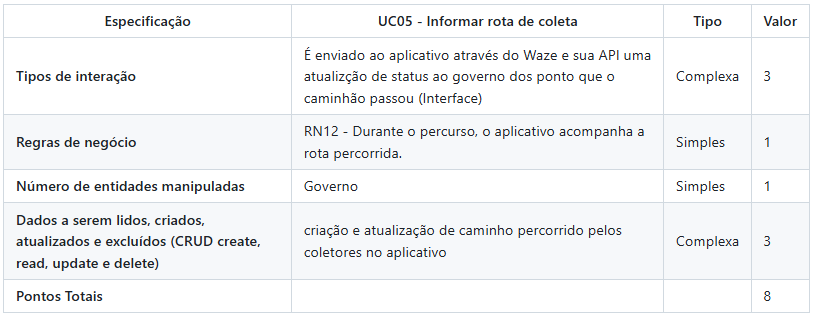 Especificação UC05 - Informar rota de coleta Tipo Valor
É enviado ao aplicativo através do Waze e sua API uma
Tipos de interação atualizção de status ao governo dos ponto que o Complexa 3
caminhão passou (Interface)
Regras de negócio RN12 - Durante o percurso, o aplicativo acompanha a Simples 1
rota percorrida.
Número de entidades manipuladas Governo Simples 1
Dados a serem lidos, criados,
atualizados e excluídos (CRUD create, criação e atualização de caminho percorrido pelos Complexa 3
read, update e delete) coletores no aplicativo
Pontos Totais 8